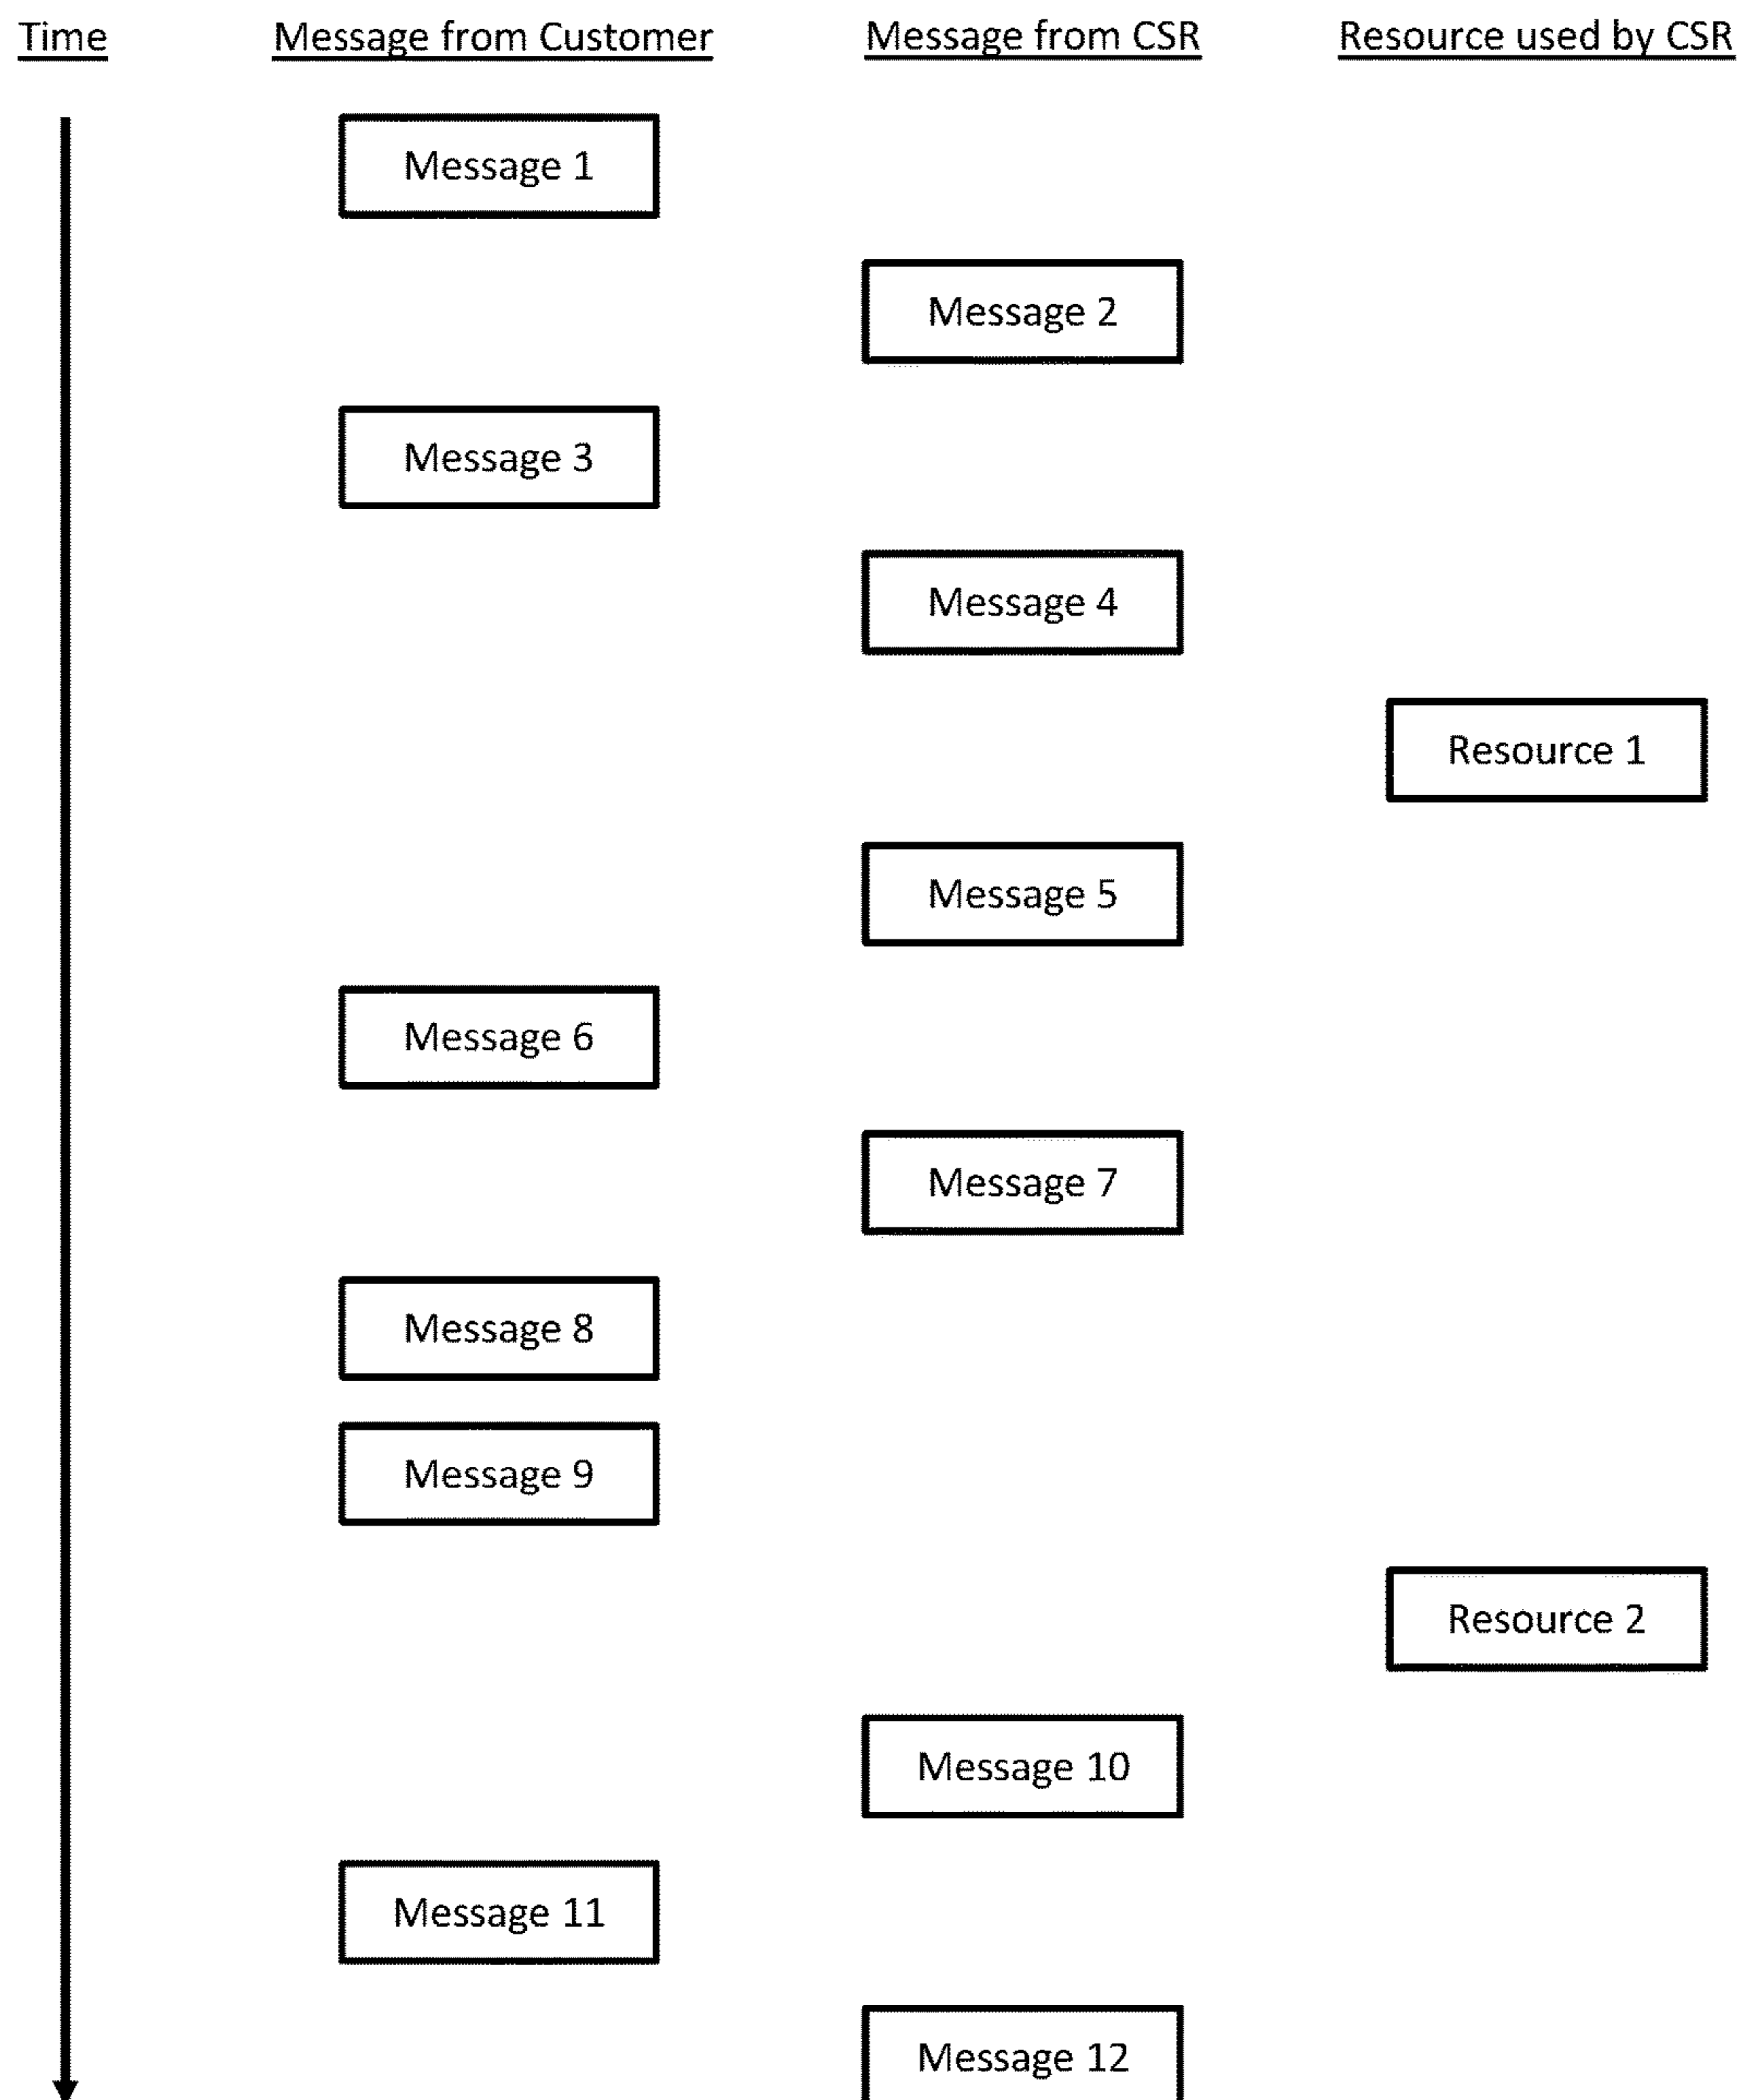 Time Message from Customer Message from CSR Resource used by CSR
Message 1
Message 2
Message 3
Message 4
Resource 1
Message 5
Message 6
Message 7
Message 8
Message 9
Resource 2
Message 10
Message 11
Message 12